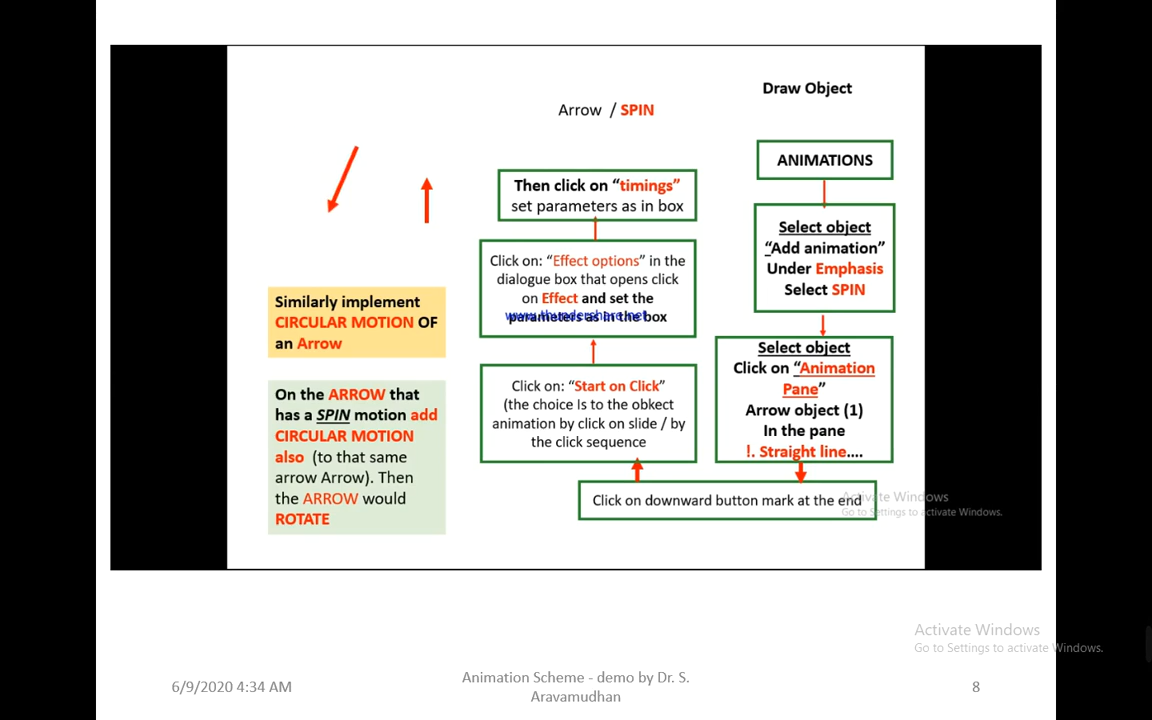 Draw Object
Arrow / SPIN
ANIMATIONS
Select object
“Add animation”
Under Emphasis
Select SPIN
Select object
Click on “Animation
Pane”
Arrow object (1)
In the pane
!. Straight line....
Click on downward button mark at the end
Click on: “Start on Click”
(the choice Is to the obkect
animation by click on slide / by
the click sequence
Click on: “Effect options” in the
dialogue box that opens click
on Effect and set the
parameters as in the box
www.thundershare.net
Then click on “timings”
set parameters as in box
Similarly implement
CIRCULAR MOTION OF
an Arrow
On the ARROW that
has a SPIN motion add
CIRCULAR MOTION
also (to that same
arrow Arrow). Then
the ARROW would
ROTATE
Activate Windows
Go to Settings to activate Windows.
Activate Windows
Go to Settings to activate Windows.
6/9/2020 4:34 AM
Animation Scheme - demo by Dr. S.
Aravamudhan
8